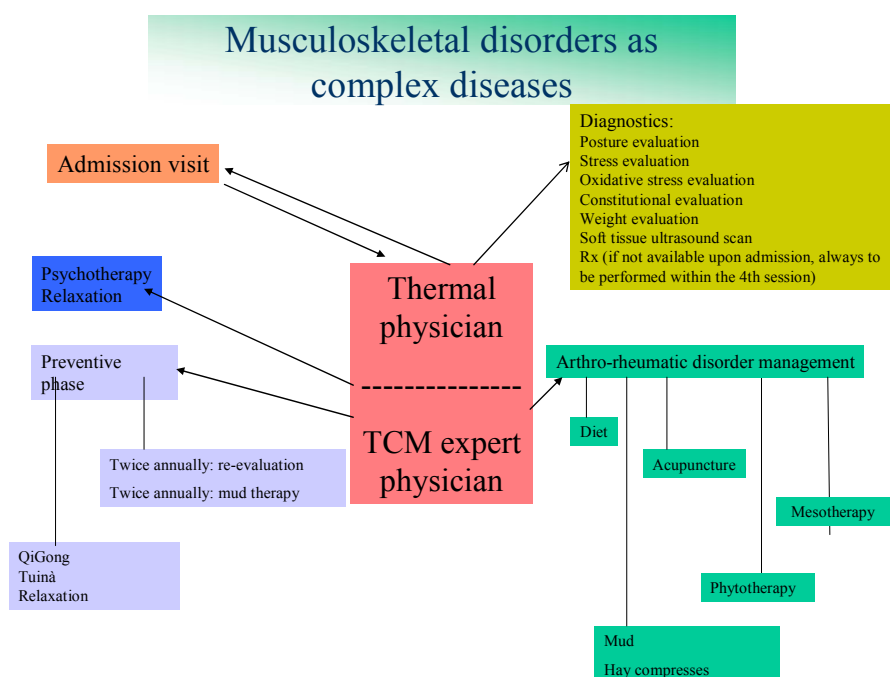 Musculoskeletal disorders as
complex diseases
Diagnostics:
Posture evaluation
Stress evaluation
Oxidative stress evaluation
Constitutional evaluation
Weight evaluation
Soft tissue ultrasound scan
Rx (if not available upon admission, always to
be performed within the 4th session)
Admission visit
Psychotherapy
Relaxation
Thermal
physician
---------------
TCM expert
physician
Preventive
phase
Twice annually: re-evaluation
Twice annually: mud therapy
QiGong
Tuinà
Relaxation
Arthro-rheumatic disorder management
Diet
Acupuncture
Mesotherapy
Phytotherapy
Mud
Hay compresses